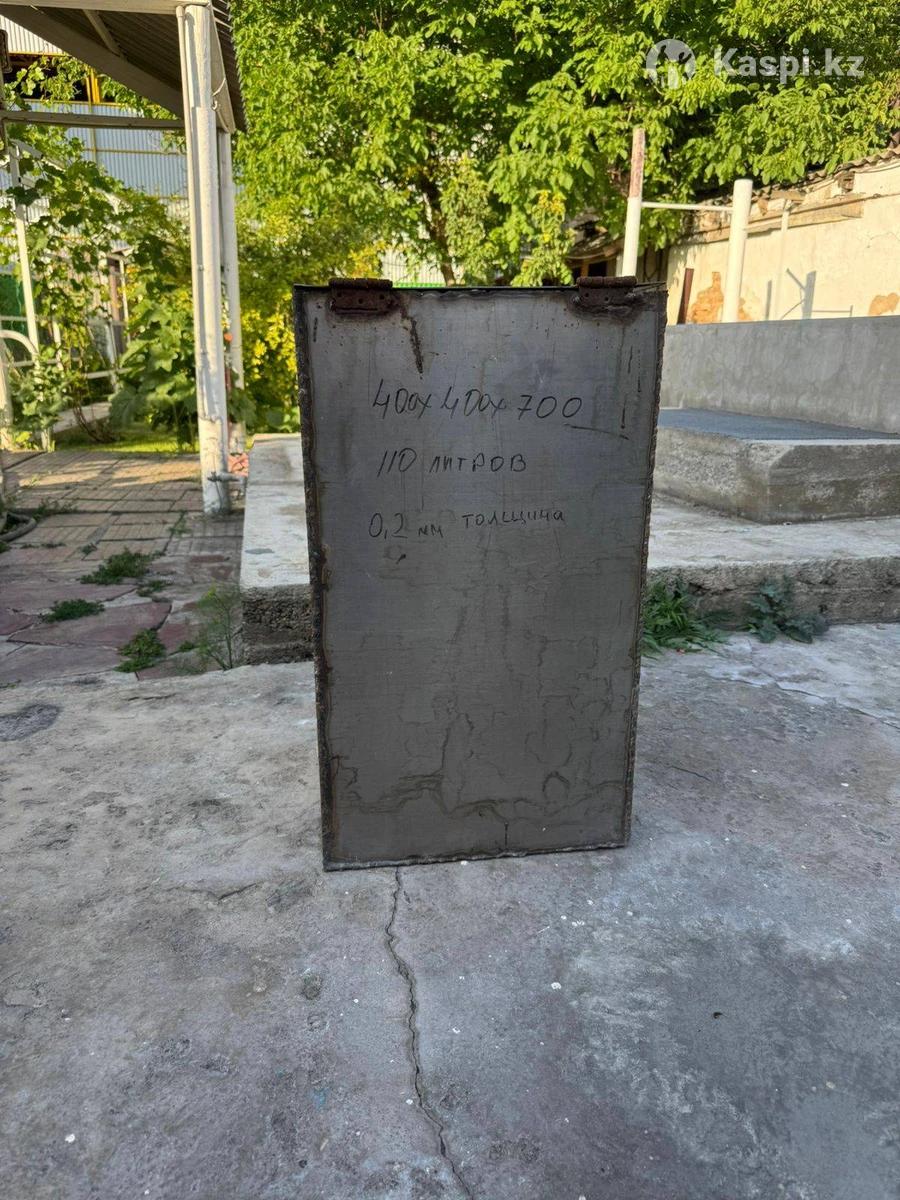 Kaspi.kz
400x400x700
110 литров
0,2 мм толщина